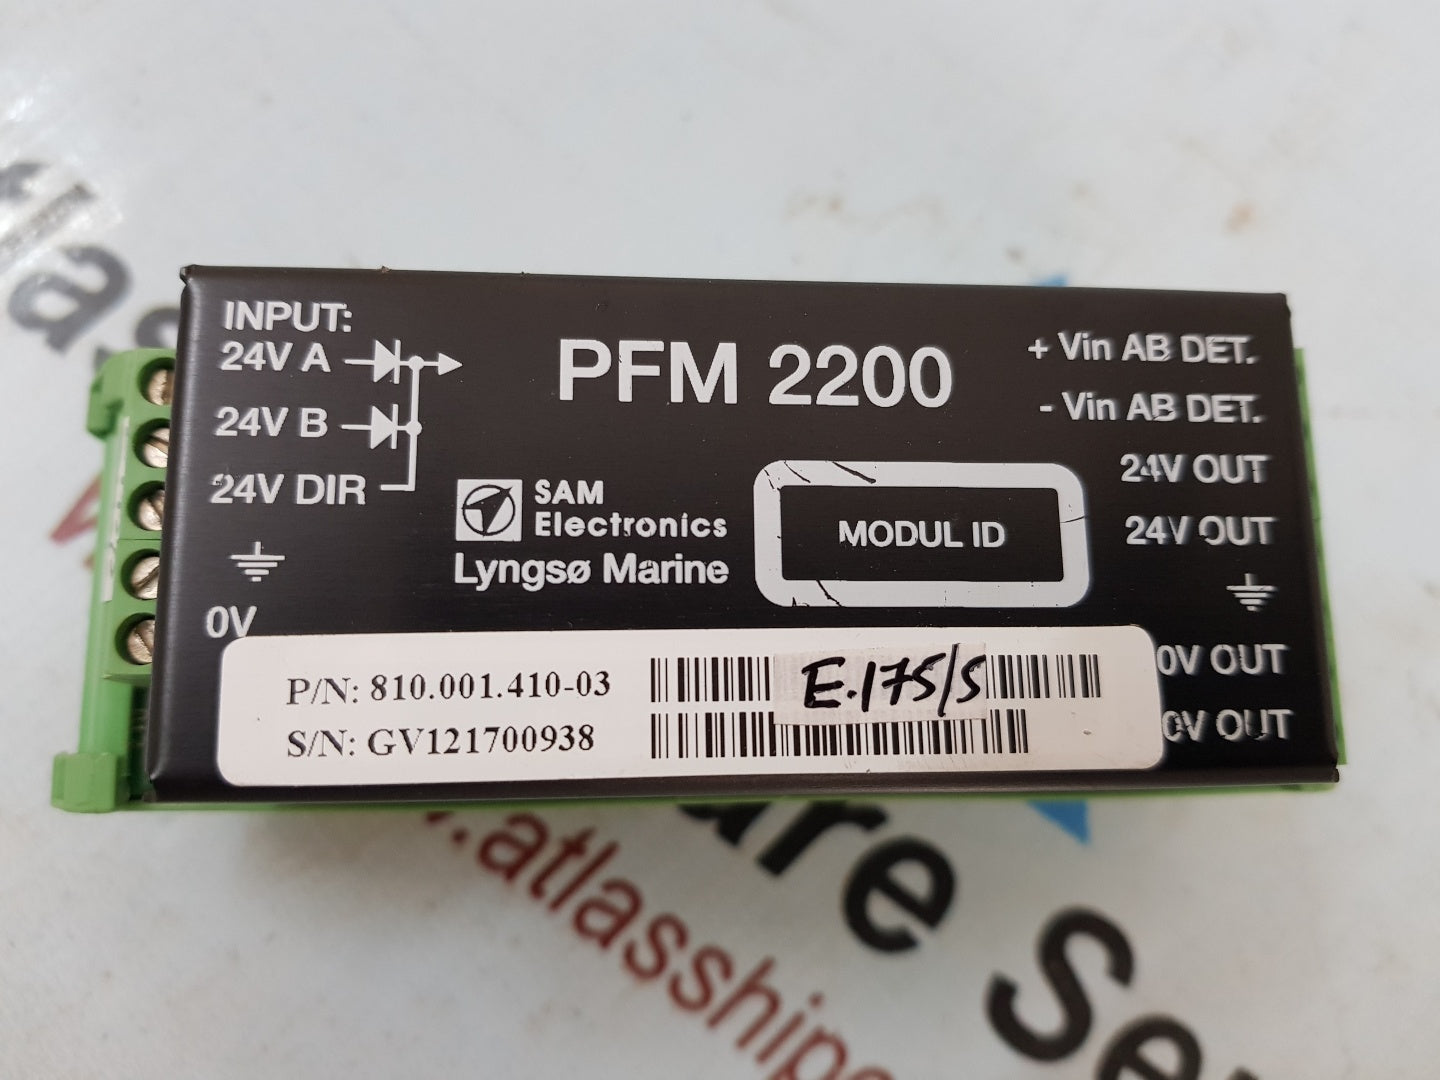 INPUT:
24V A
24V B
24V DIR
0V
PFM 2200
SAM
Electronics
Lyngsø Marine
MODUL ID
+ Vin AB DET.
- Vin AB DET.
24V OUT
24V OUT
0V OUT
0V OUT
P/N: 810.001.410-03
S/N: GV121700938
E.175/5